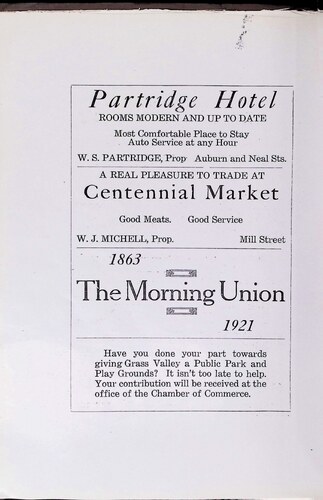 Partridge Hotel
ROOMS MODERN AND UP TO DATE
Most Comfortable Place to Stay
Auto Service at any Hour
W. S. PARTRIDGE, Prop Auburn and Neal Sts.
A REAL PLEASURE TO TRADE AT
Centennial Market
Good Meats. Good Service
W. J. MICHELL, Prop. Mill Street
1863
The Morning Union
1921
Have you done your part towards
giving Grass Valley a Public Park and
Play Grounds? It isn't too late to help.
Your contribution will be received at the
office of the Chamber of Commerce.